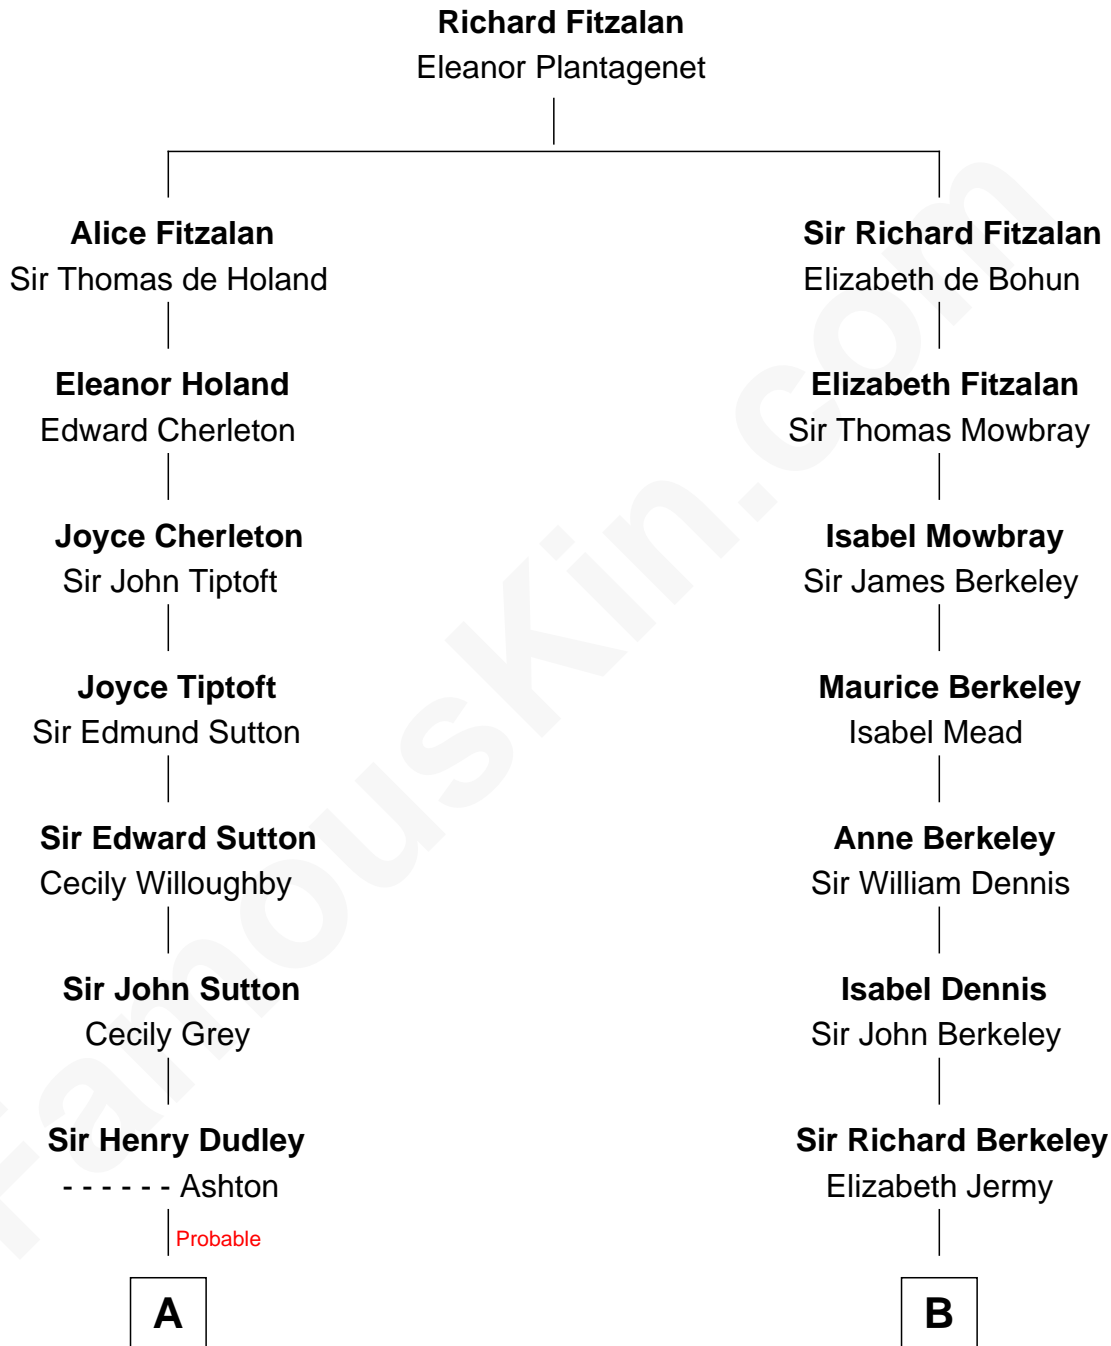 Richard Fitzalan
Eleanor Plantagenet
Alice Fitzalan
Sir Thomas de Holand
Eleanor Holand
Edward Cherleton
Joyce Cherleton
Sir John Tiptoft
Joyce Tiptoft
Sir Edmund Sutton
Sir Edward Sutton
Cecily Willoughby
Sir John Sutton
Cecily Grey
Sir Henry Dudley
- - - - - - Ashton
Probable
A
Sir Richard Fitzalan
Elizabeth de Bohun
Elizabeth Fitzalan
Sir Thomas Mowbray
Isabel Mowbray
Sir James Berkeley
Maurice Berkeley
Isabel Mead
Anne Berkeley
Sir William Dennis
Isabel Dennis
Sir John Berkeley
Sir Richard Berkeley
Elizabeth Jermy
B
FamousKin.com